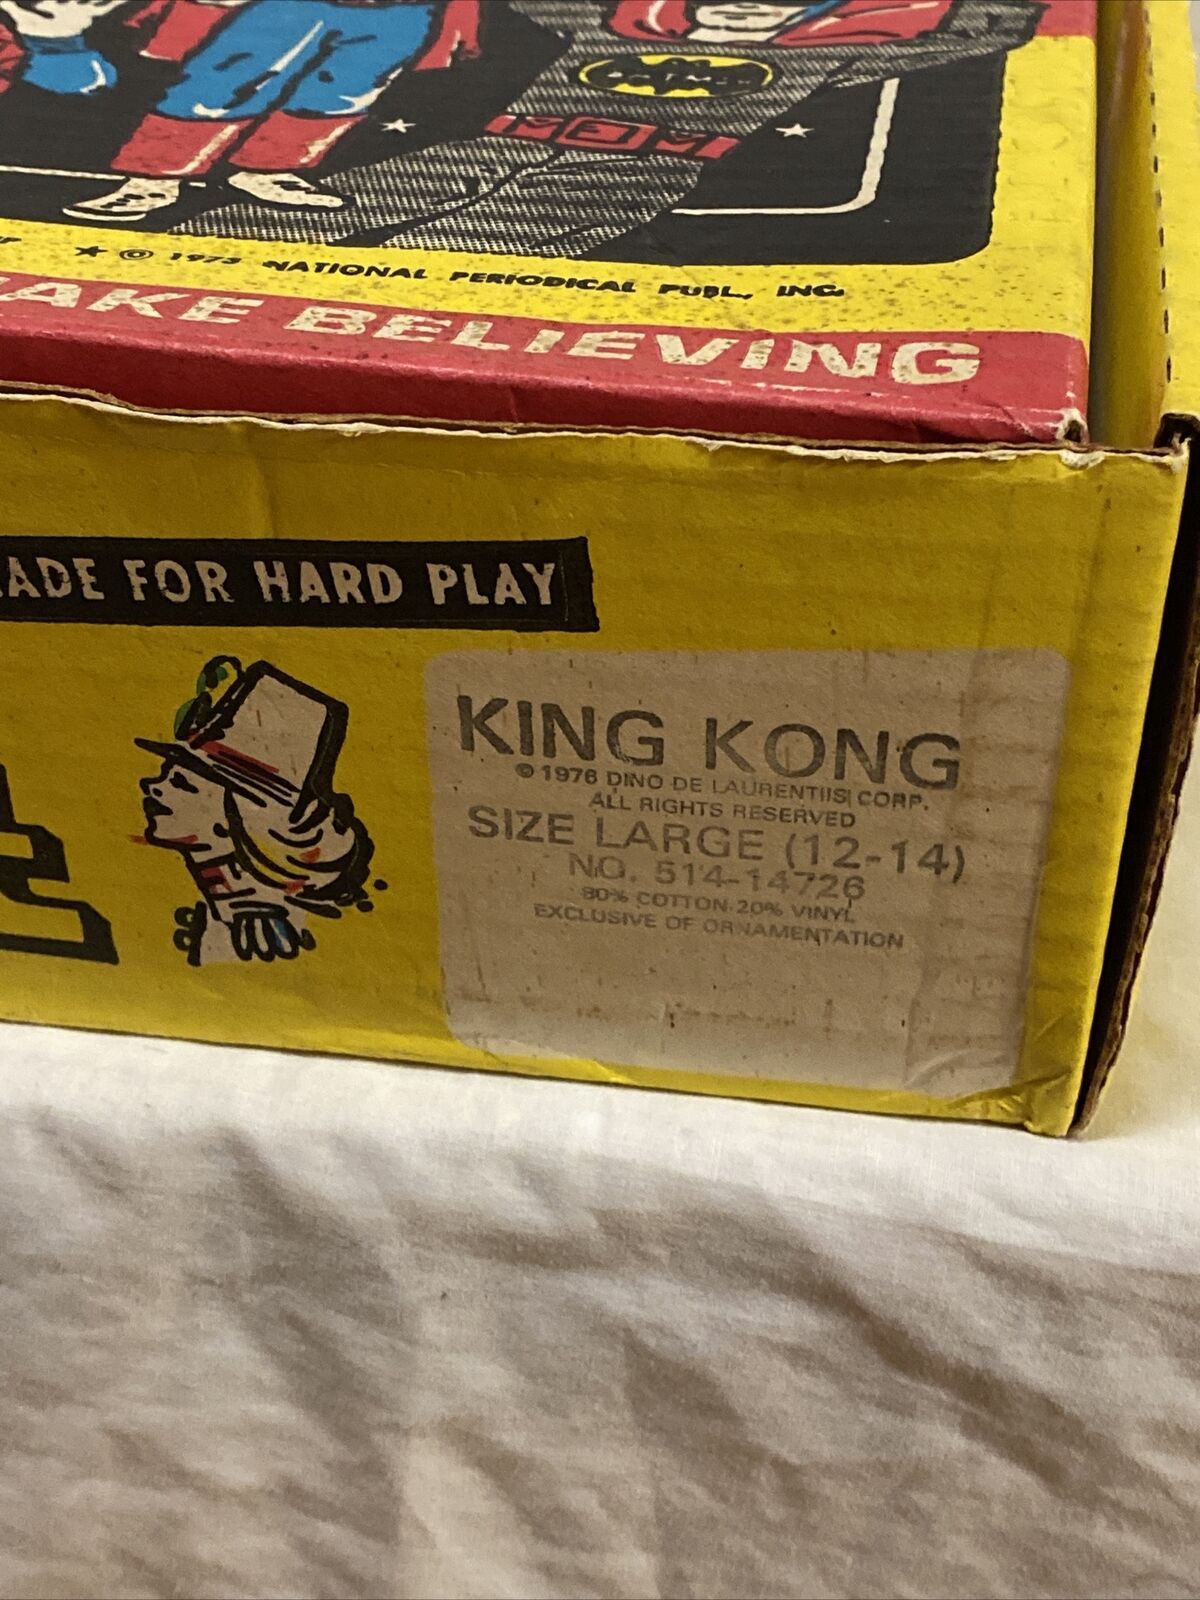 BATMAN
★ © 1975 NATIONAL PERIODICAL PUBL., INC.
AKE BELIEVING
ADE FOR HARD PLAY
KING KONG
© 1976 DINO DE LAURENTIIS CORP.
ALL RIGHTS RESERVED
SIZE LARGE (12-14)
NO. 514-14726
80% COTTON-20% VINYL
EXCLUSIVE OF ORNAMENTATION